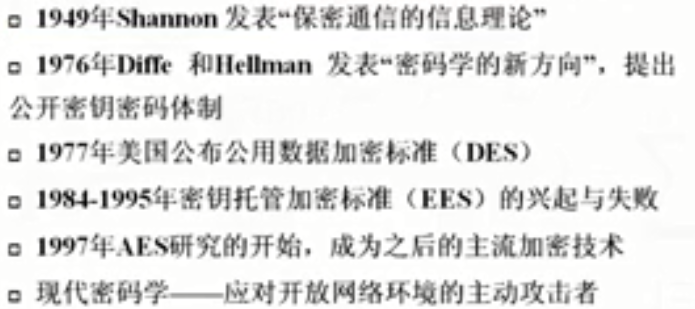 □ 1949年Shannon 发表“保密通信的信息理论”
□ 1976年Diffe 和Hellman 发表“密码学的新方向”，提出
公开密钥密码体制
□ 1977年美国公布公用数据加密标准（DES）
□ 1984-1995年密钥托管加密标准（EES）的兴起与失败
□ 1997年AES研究的开始，成为之后的主流加密技术
□ 现代密码学——应对开放网络环境的主动攻击者